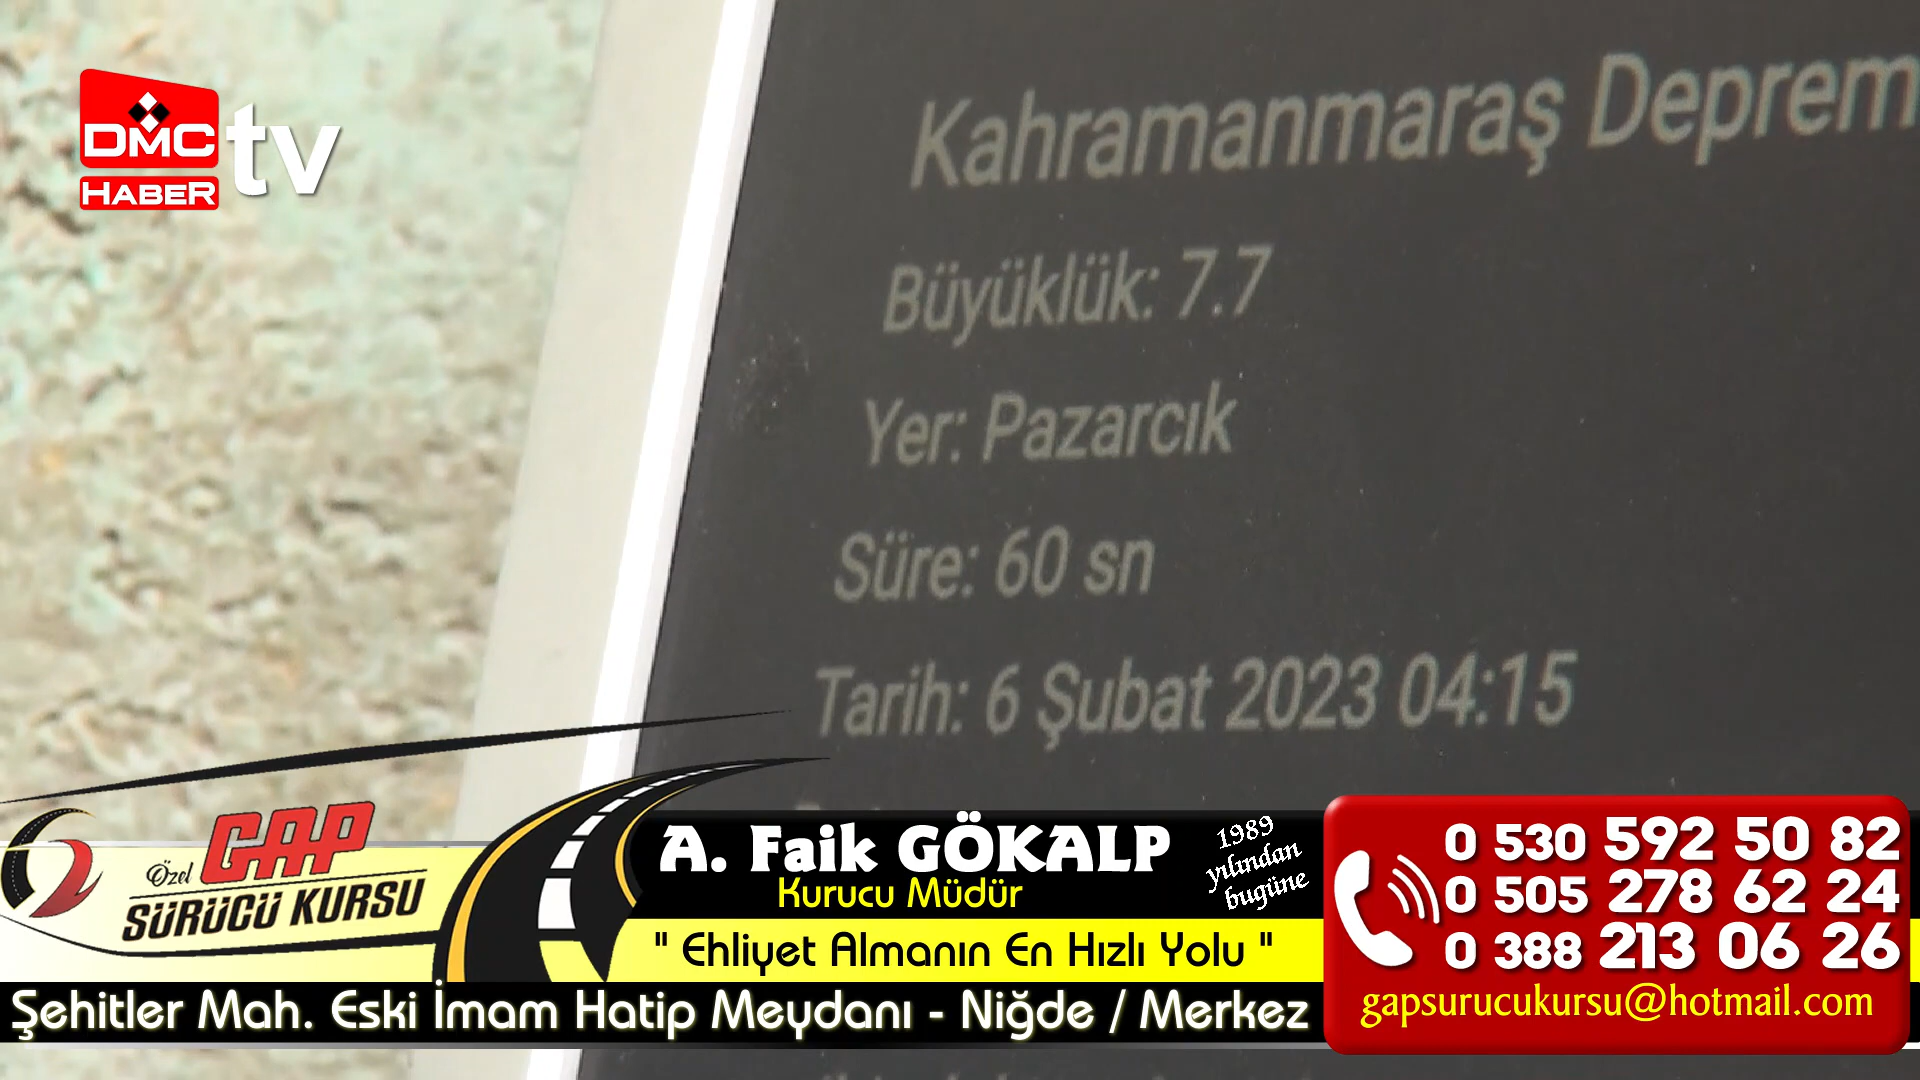 DMC
HABER
tv
Kahramanmaraş Deprem
Büyüklük: 7.7
Yer: Pazarcık
Süre: 60 sn
Tarih: 6 Şubat 2023 04:15
Özel GAP
SÜRÜCÜ KURSU
A. Faik GÖKALP
Kurucu Müdür
1989
yılından
bugüne
" Ehliyet Almanın En Hızlı Yolu "
Şehitler Mah. Eski İmam Hatip Meydanı - Niğde / Merkez
0 530 592 50 82
0 505 278 62 24
0 388 213 06 26
gapsurucukursu@hotmail.com